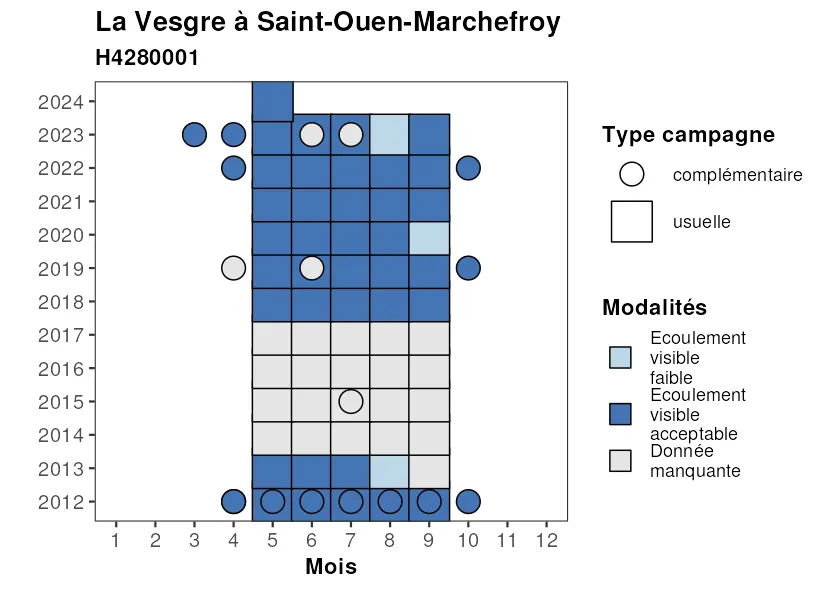 La Vesgre à Saint-Ouen-Marchefroy
H4280001
2024
2023
2022
2021
2020
2019
2018
2017
2016
2015
2014
2013
2012
1 2 3 4 5 6 7 8 9 10 11 12
Mois
Type campagne
complémentaire
usuelle
Modalités
Ecoulement
visible
faible
Ecoulement
visible
acceptable
Donnée
manquante